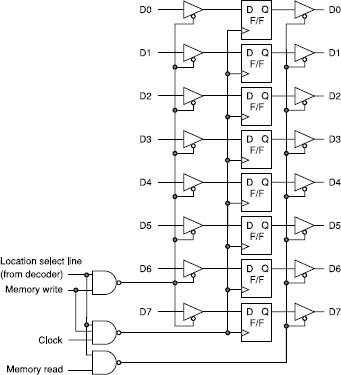 D0 D Q D0
F/F
D1 D Q D1
F/F
D2 D Q D2
F/F
D3 D Q D3
F/F
D4 D Q D4
F/F
D5 D Q D5
F/F
D6 D Q D6
F/F
D7 D Q D7
F/F
Location select line
(from decoder)
Memory write
Clock
Memory read